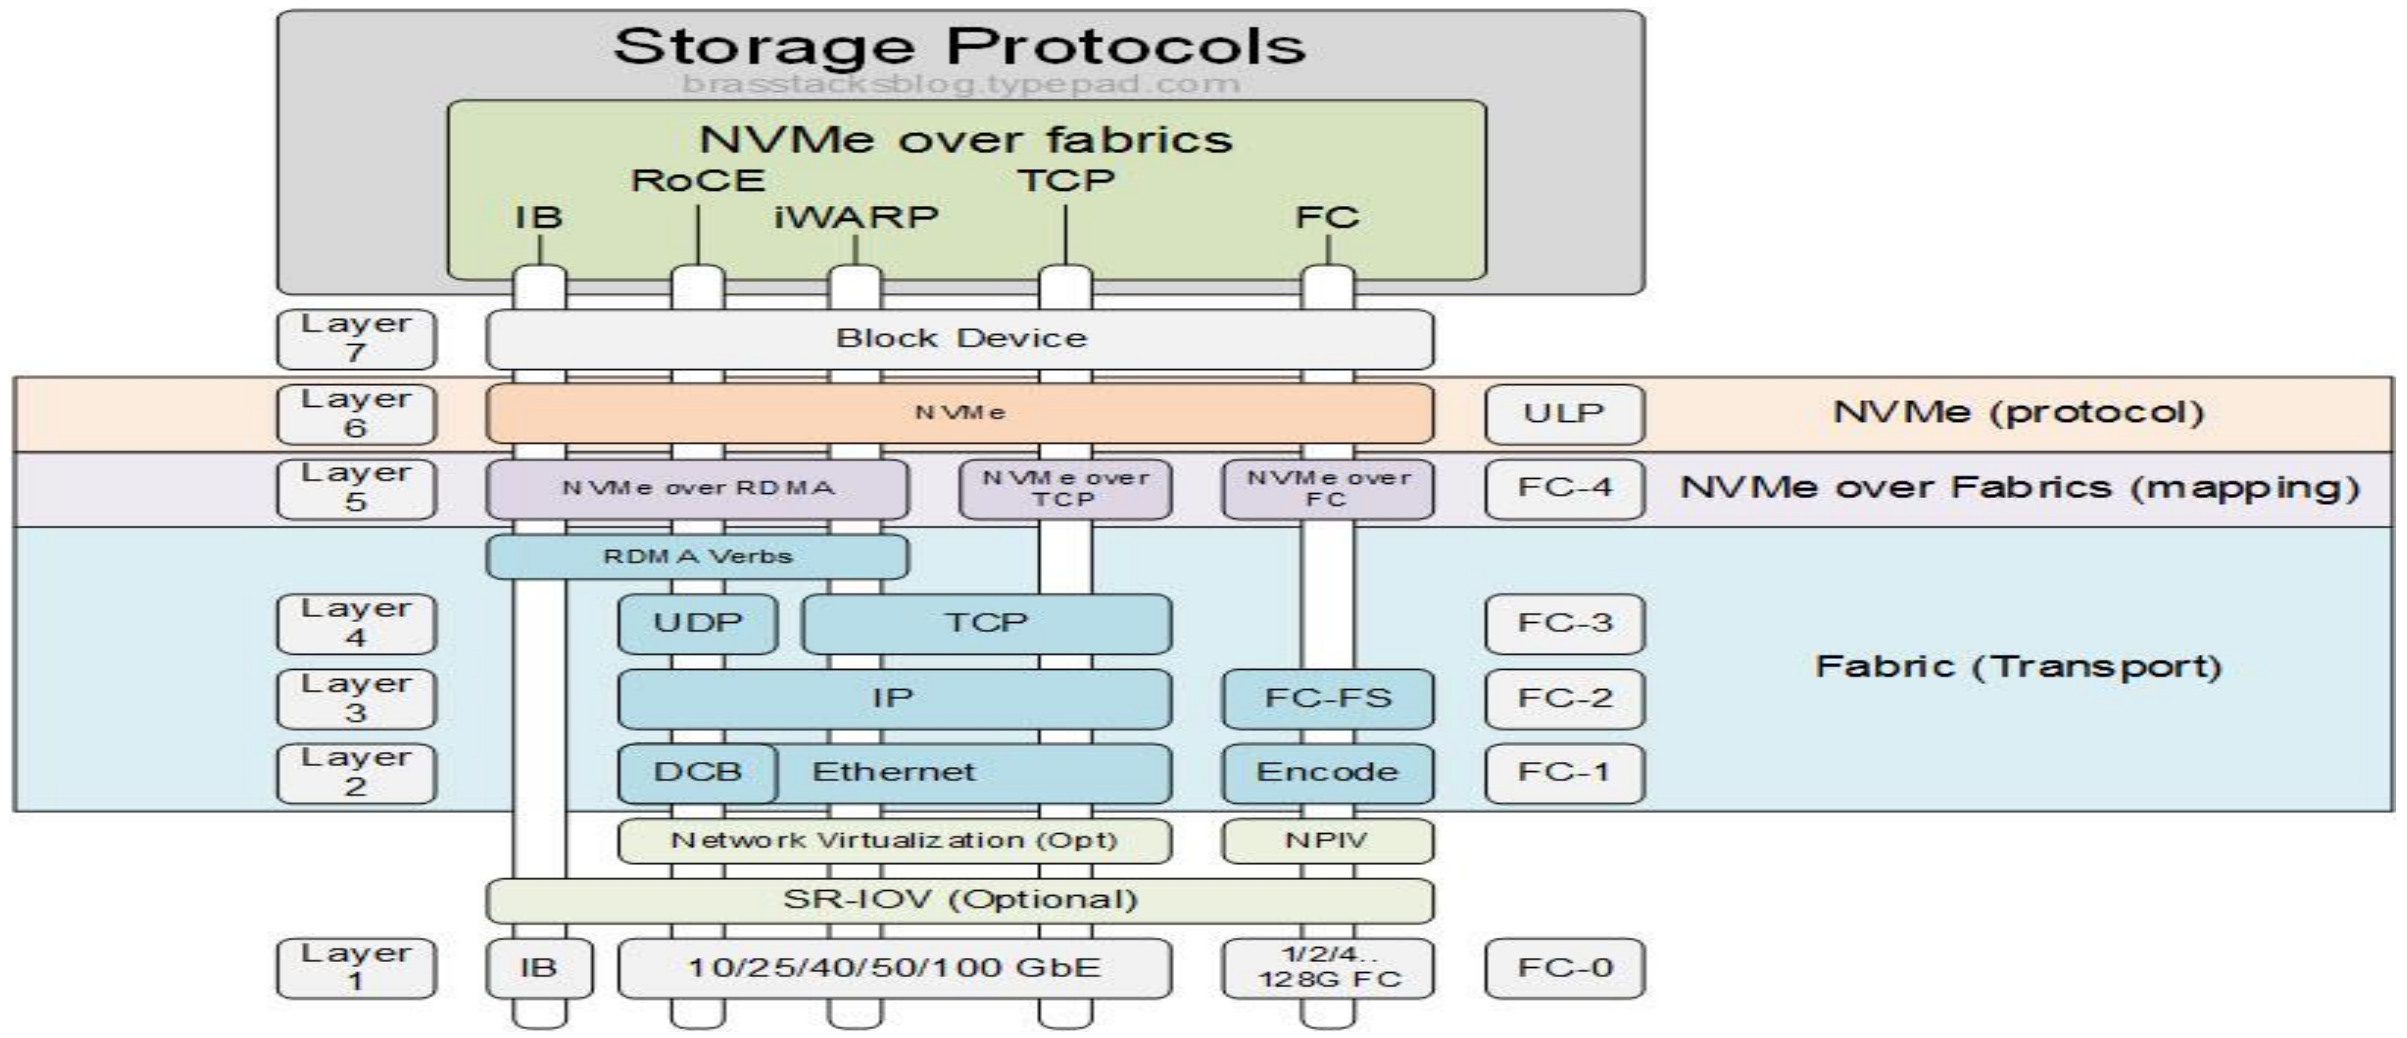 Storage Protocols
brasstacksblog.typepad.com
NVMe over fabrics
RoCE
TCP
IB
iWARP
FC
Layer
7
Block Device
Layer
6
NVMe
ULP
NVMe (protocol)
Layer
5
NVMe over RDMA
NVMe over
TCP
NVMe over
FC
FC-4
NVMe over Fabrics (mapping)
RDMA Verbs
Layer
4
UDP
TCP
FC-3
Fabric (Transport)
Layer
3
IP
FC-FS
FC-2
Layer
2
DCB
Ethernet
Encode
FC-1
Network Virtualization (Opt)
NPIV
SR-IOV (Optional)
Layer
1
IB
10/25/40/50/100 GbE
1/2/4..
128G FC
FC-0